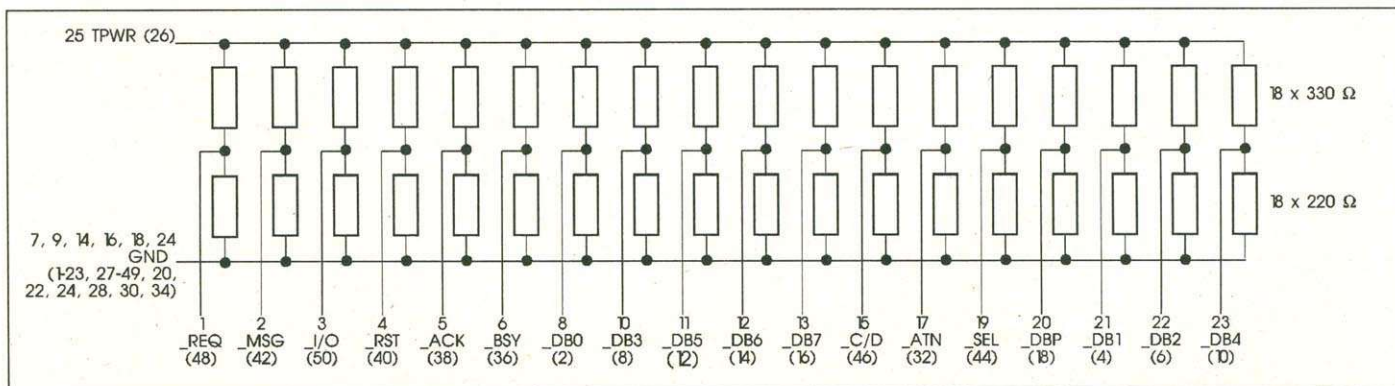 25 TPWR (26)
18 x 330 Ω
18 x 220 Ω
7, 9, 14, 16, 18, 24
GND
(1-23, 27-49, 20,
22, 24, 28, 30, 34)
1 2 3 4 5 6 8 10 11 12 13 15 17 19 20 21 22 23
_REQ _MSG _I/O _RST _ACK _BSY _DB0 _DB3 _DB5 _DB6 _DB7 _C/D _ATN _SEL _DBP _DB1 _DB2 _DB4
(48) (42) (50) (40) (38) (36) (2) (8) (12) (14) (16) (46) (32) (44) (18) (4) (6) (10)